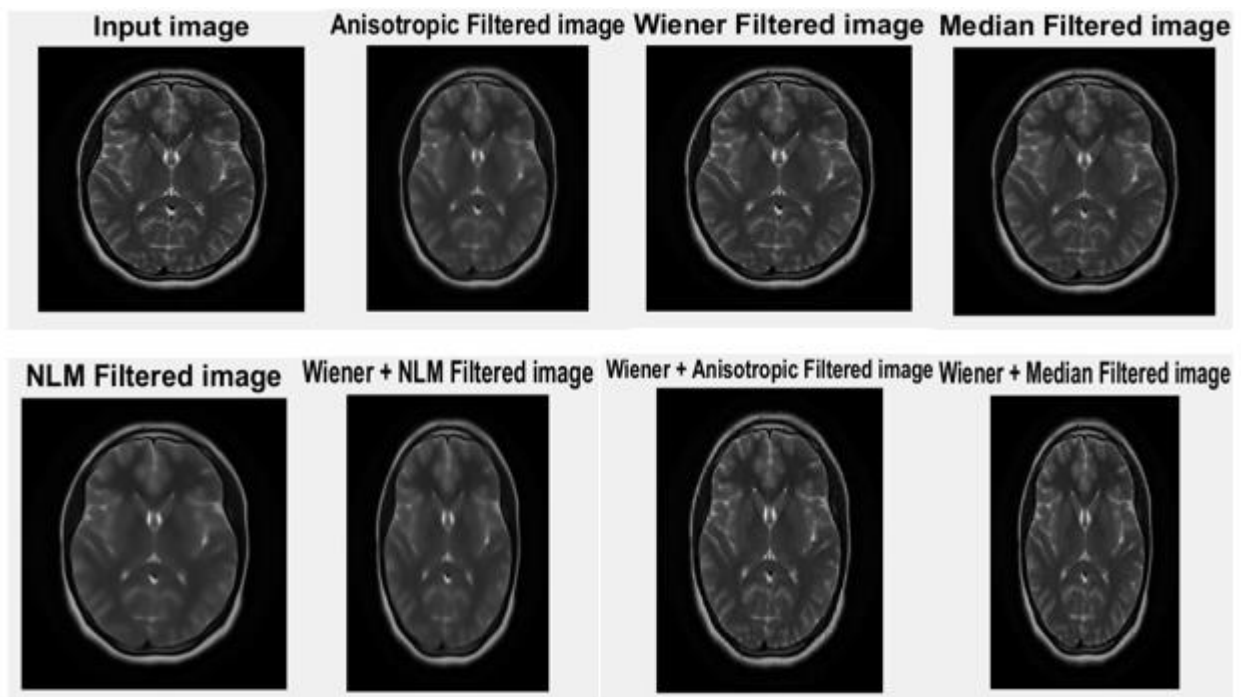 Input image
Anisotropic Filtered image
Wiener Filtered image
Median Filtered image
NLM Filtered image
Wiener + NLM Filtered image
Wiener + Anisotropic Filtered image
Wiener + Median Filtered image